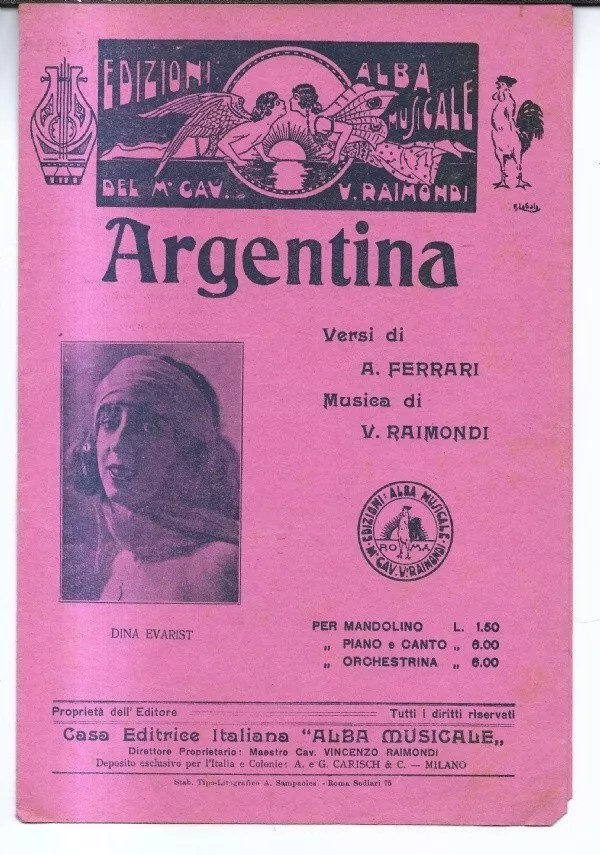 EDIZIONI ALBA
MUSICALE
DEL Mº CAV. V. RAIMONDI
Argentina
Versi di
A. FERRARI
Musica di
V. RAIMONDI
EDIZIONI: ALBA MUSICALE
ROMA
Mº CAV. V. RAIMONDI
DINA EVARIST
PER MANDOLINO L. 1.50
„ PIANO e CANTO „ 6.00
„ ORCHESTRINA „ 6.00
Proprietà dell' Editore Tutti i diritti riservati
Casa Editrice Italiana "ALBA MUSICALE„
Direttore Proprietario: Maestro Cav. VINCENZO RAIMONDI
Deposito esclusivo per l'Italia e Colonie: A. e G. CARISCH & C. — MILANO
Stab. Tipo-Litografico A. Sampaolesi - Roma Sediari 75